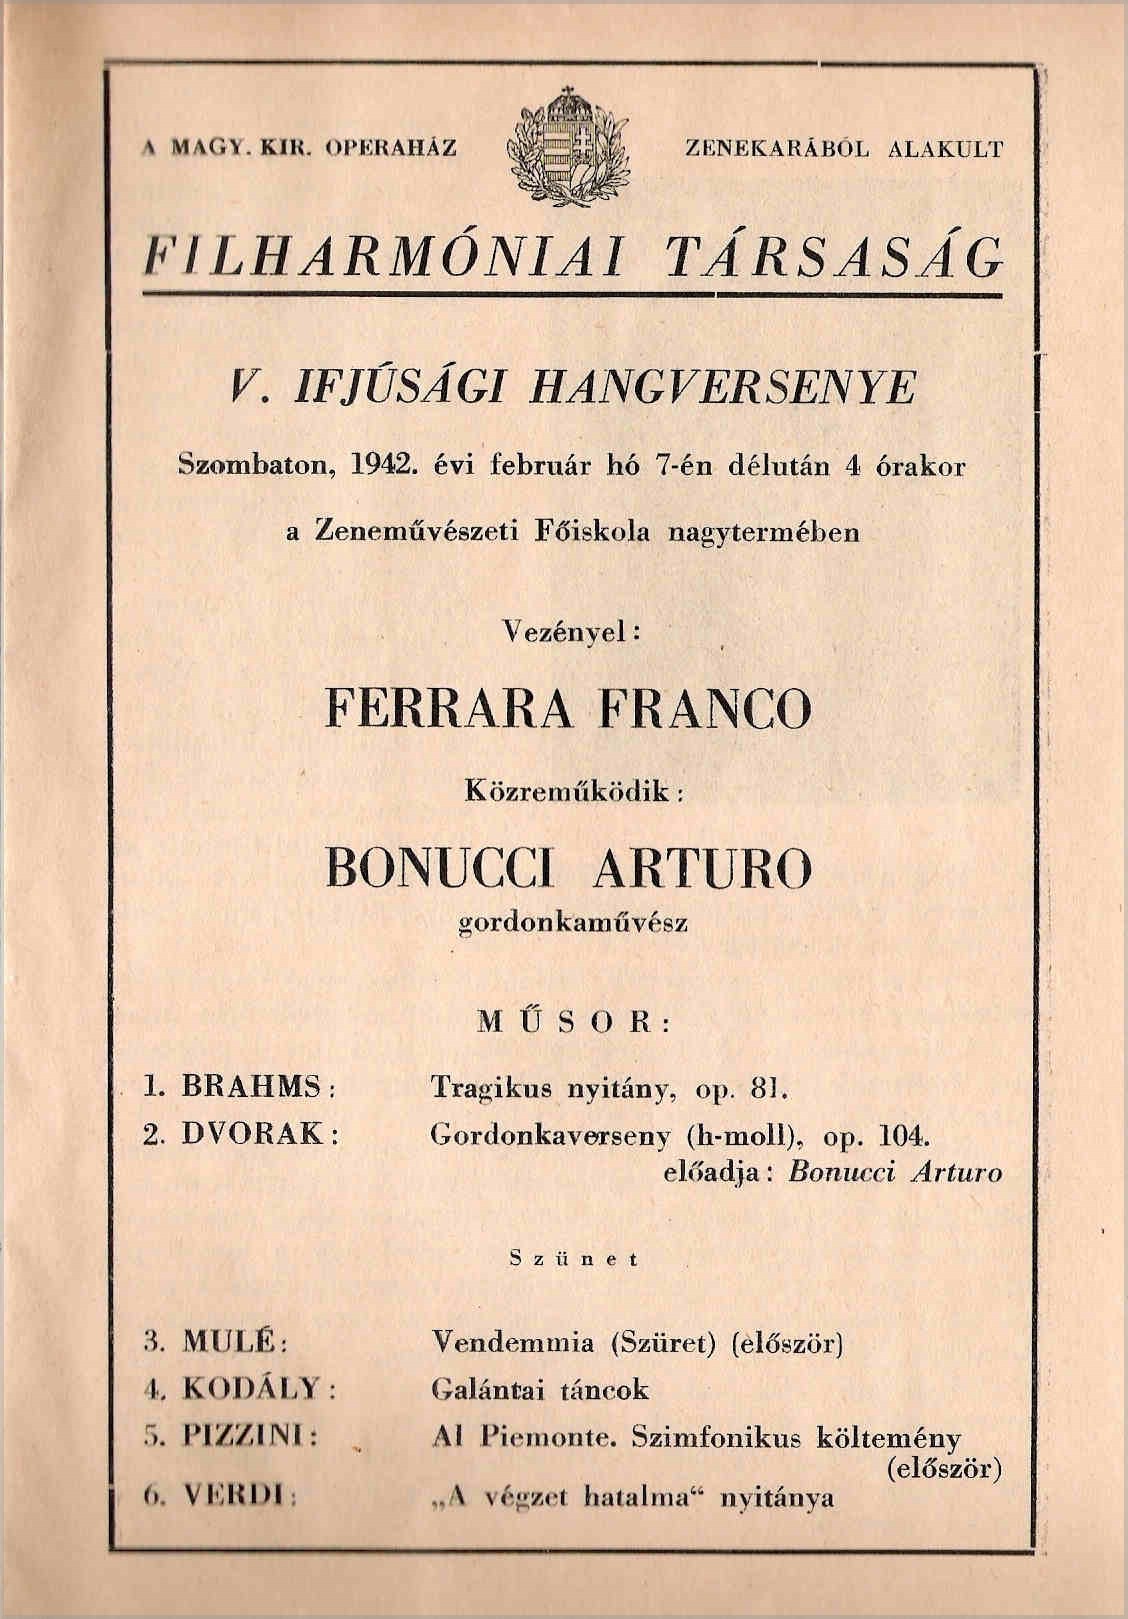 A MAGY. KIR. OPERAHÁZ ZENEKARÁBÓL ALAKULT
FILHARMÓNIAI TÁRSASÁG
V. IFJÚSÁGI HANGVERSENYE
Szombaton, 1942. évi február hó 7-én délután 4 órakor
a Zeneművészeti Főiskola nagytermében
Vezényel:
FERRARA FRANCO
Közreműködik:
BONUCCI ARTURO
gordonkaművész
MŰSOR:
1. BRAHMS: Tragikus nyitány, op. 81.
2. DVORAK: Gordonkaverseny (h-moll), op. 104.
előadja: Bonucci Arturo
Szünet
3. MULÉ: Vendemmia (Szüret) (először)
4. KODÁLY: Galántai táncok
5. PIZZINI: Al Piemonte. Szimfonikus költemény
(először)
6. VERDI: „A végzet hatalma“ nyitánya